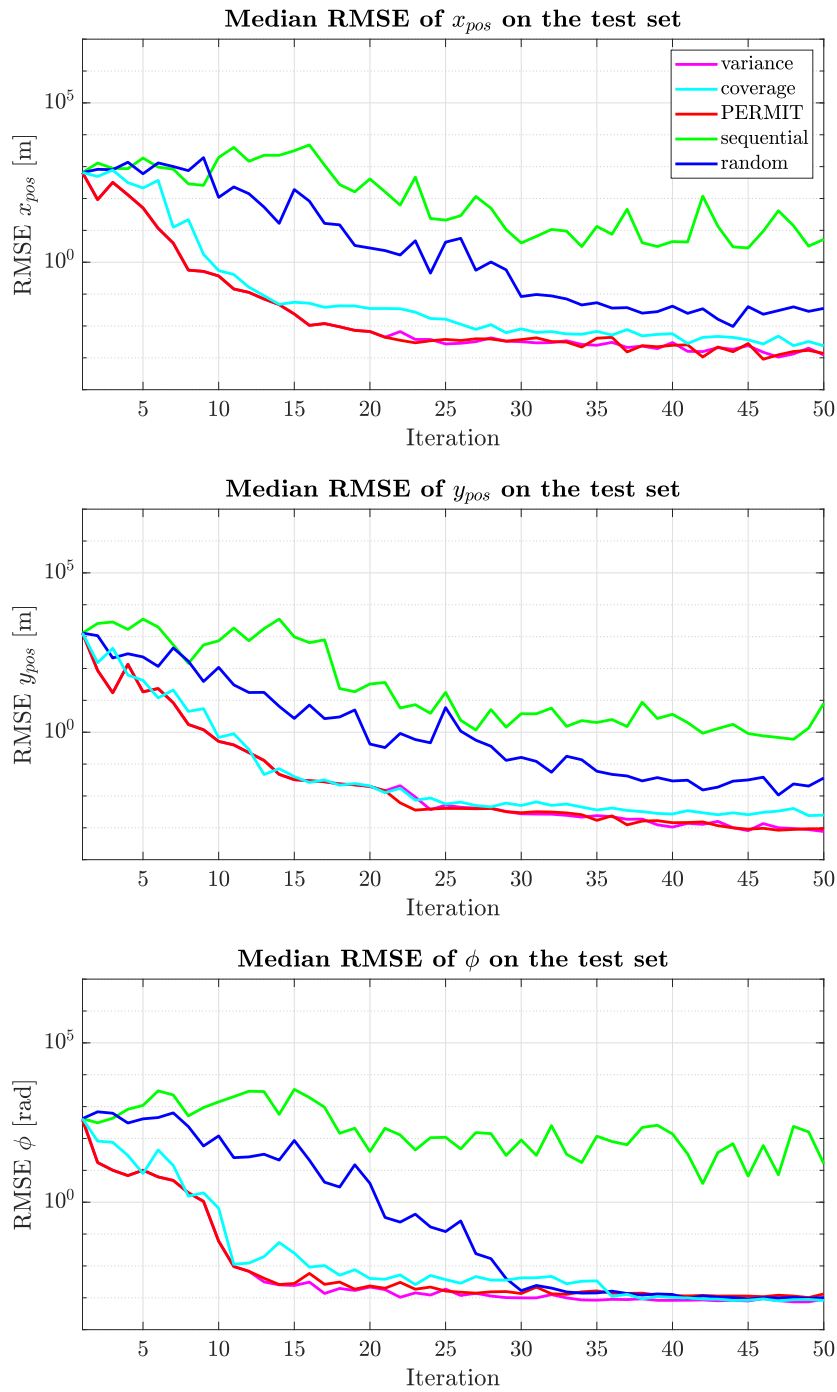 Median RMSE of x_pos on the test set
variance
coverage
PERMIT
sequential
random
10^5
10^0
RMSE x_pos [m]
5 10 15 20 25 30 35 40 45 50
Iteration
Median RMSE of y_pos on the test set
10^5
10^0
RMSE y_pos [m]
5 10 15 20 25 30 35 40 45 50
Iteration
Median RMSE of ϕ on the test set
10^5
10^0
RMSE ϕ [rad]
5 10 15 20 25 30 35 40 45 50
Iteration